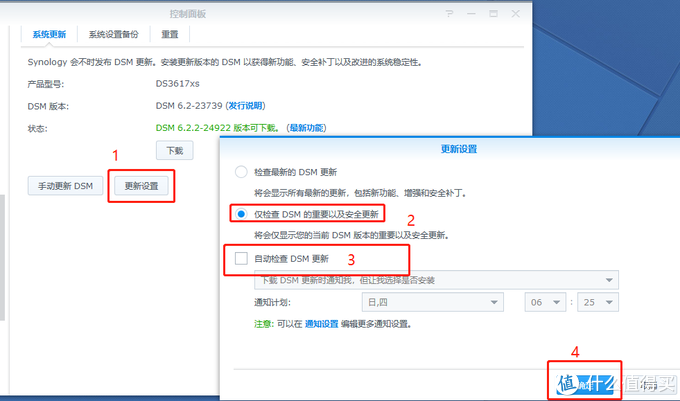 控制面板
系统更新 系统设置备份 重置
Synology 会不时发布 DSM 更新。安装更新版本的 DSM 以获得新功能、安全补丁以及改进的系统稳定性。
产品型号: DS3617xs
DSM 版本: DSM 6.2-23739 (发行说明)
状态: DSM 6.2.2-24922 版本可下载。 (最新功能)
下载
1
手动更新 DSM 更新设置
更新设置
检查最新的 DSM 更新
将会显示所有最新的更新，包括新功能、增强和安全补丁。
仅检查 DSM 的重要以及安全更新
2
将会仅显示您的当前 DSM 版本的重要以及安全更新。
自动检查 DSM 更新
3
下载 DSM 更新时通知我，但让我选择是否安装
通知计划: 日,四 06 : 25
注意: 可以在 通知设置 编辑更多通知设置。
4
值 什么值得买